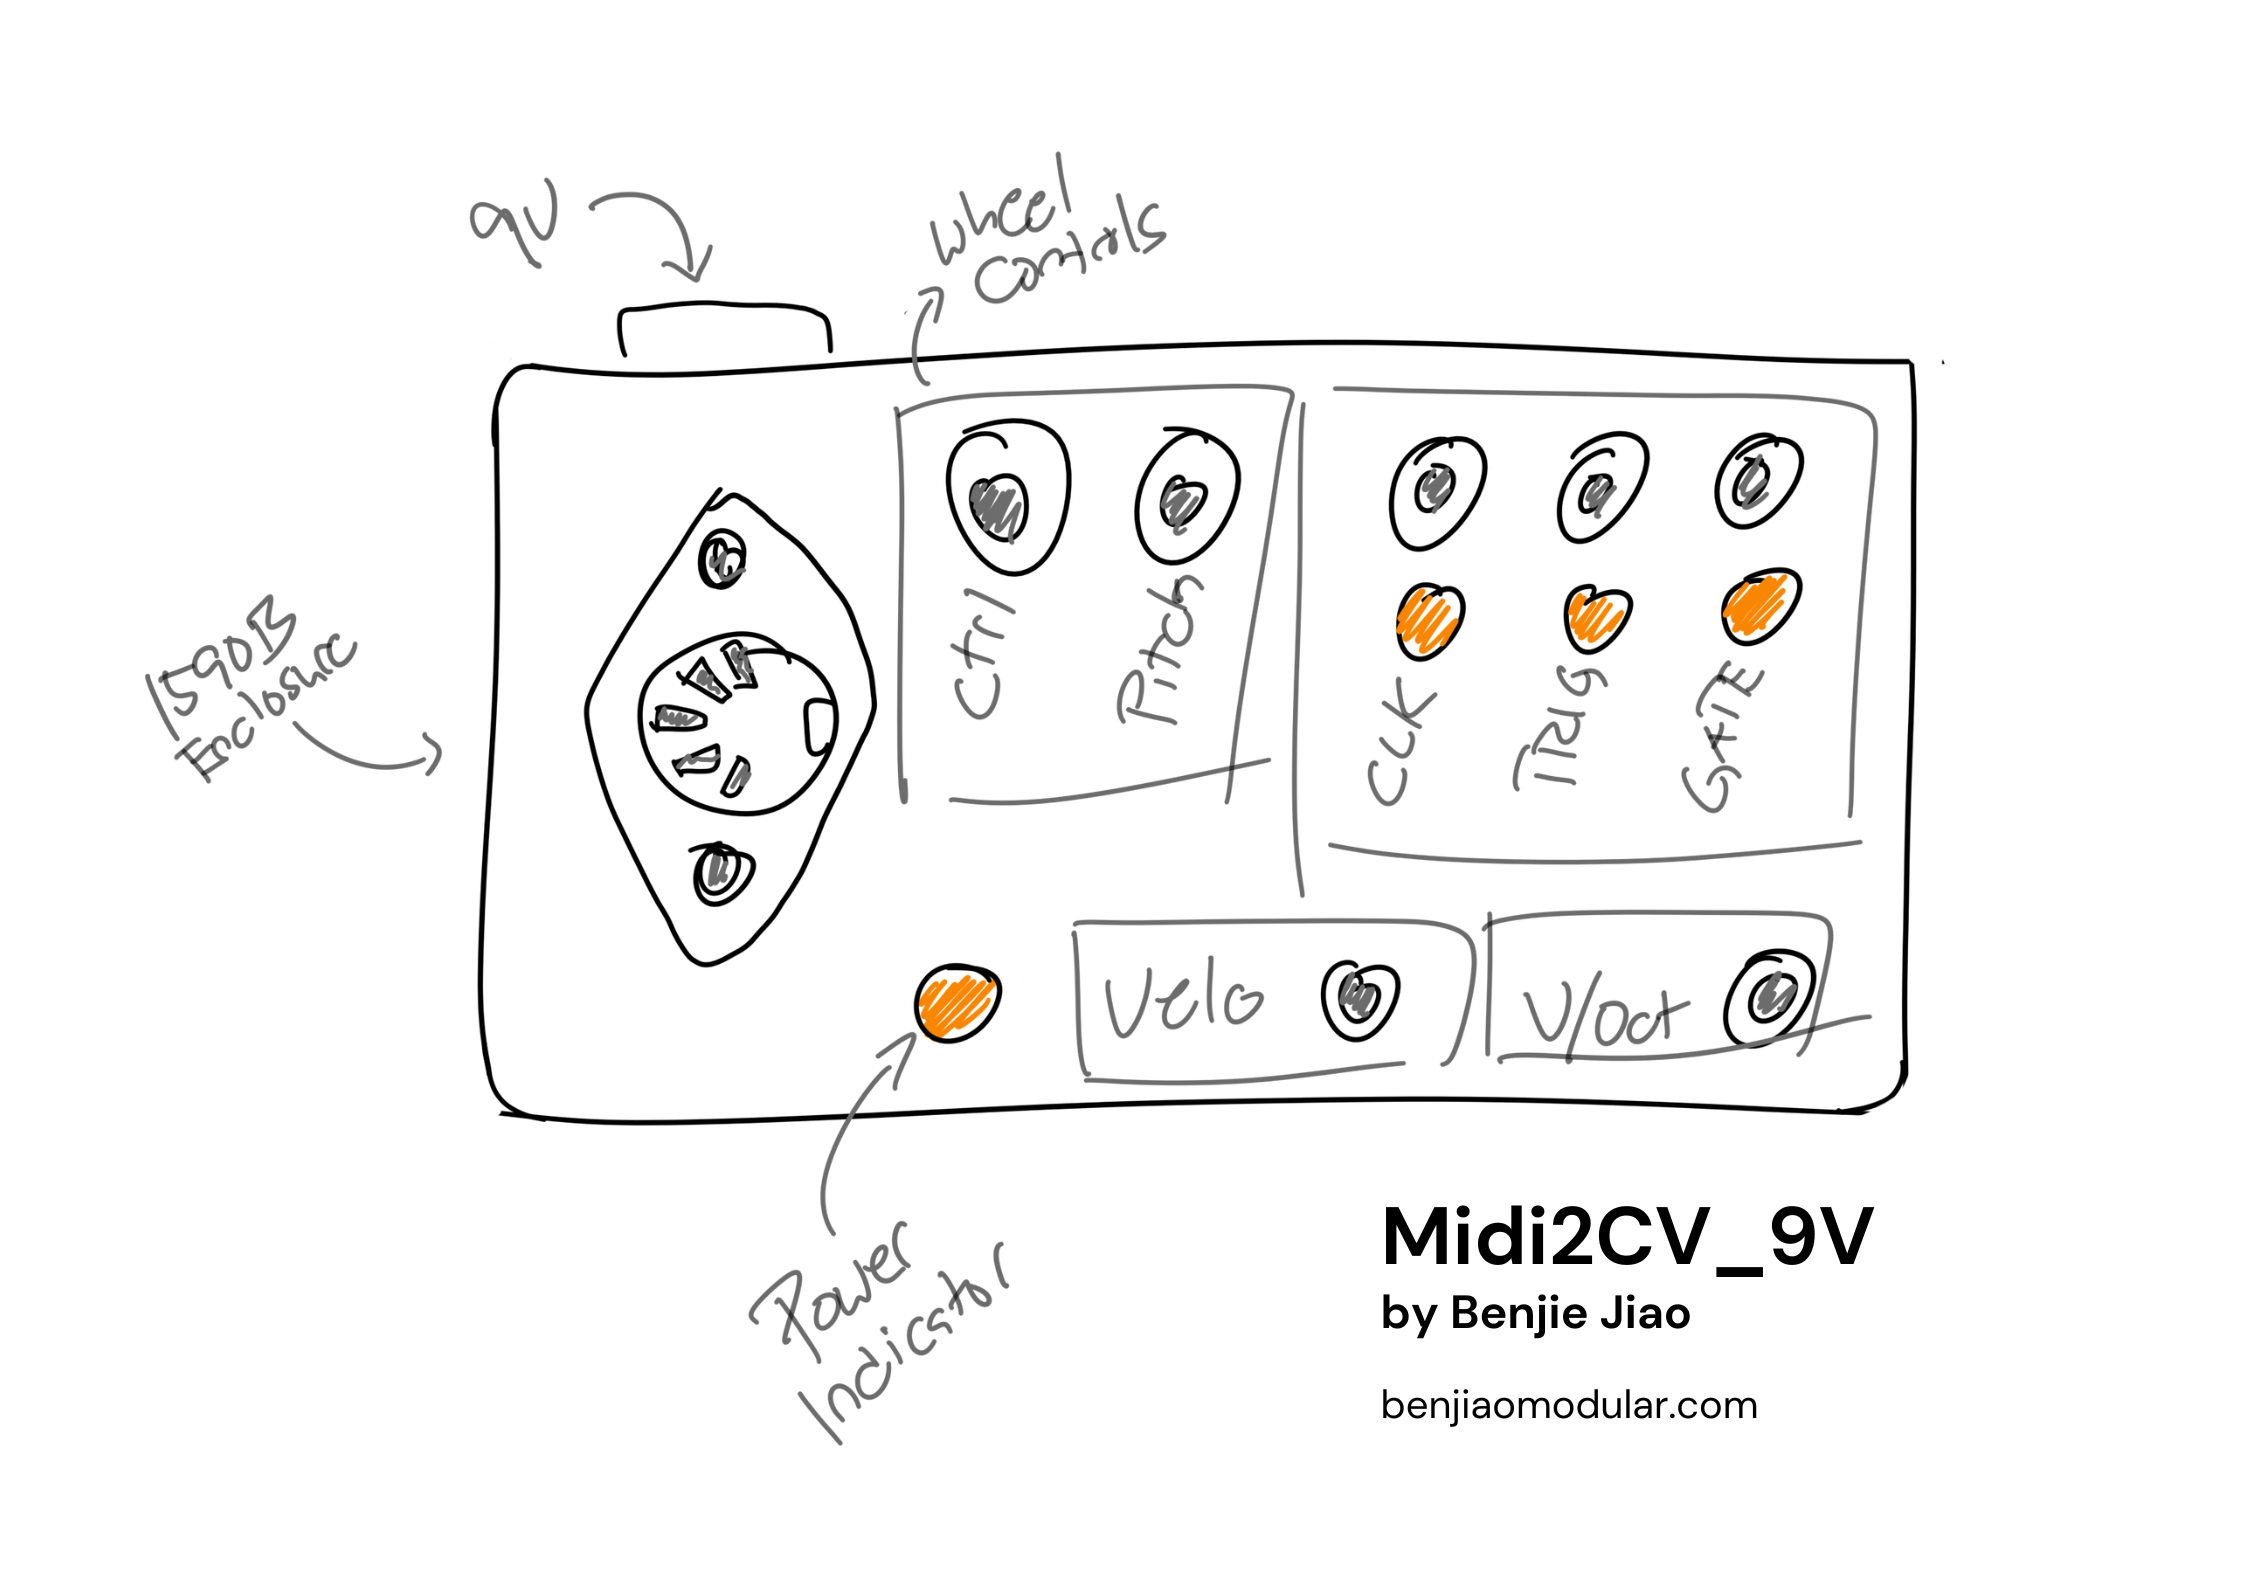 9V
wheel
controls
1590B
Enclosure
Ctrl
Pitch
CLK
TRIG
GATE
Velo
V/Oct
Power
Indicator
Midi2CV_9V
by Benjie Jiao
benjiaomodular.com